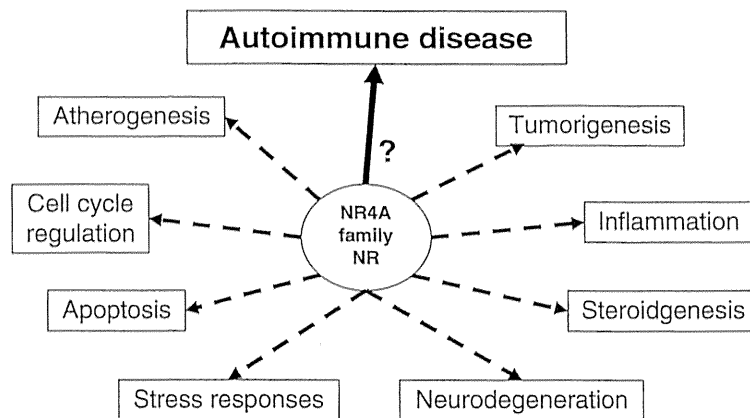 Autoimmune disease
Atherogenesis
?
Tumorigenesis
Cell cycle
regulation
NR4A
family
NR
Inflammation
Apoptosis
Steroidgenesis
Stress responses
Neurodegeneration